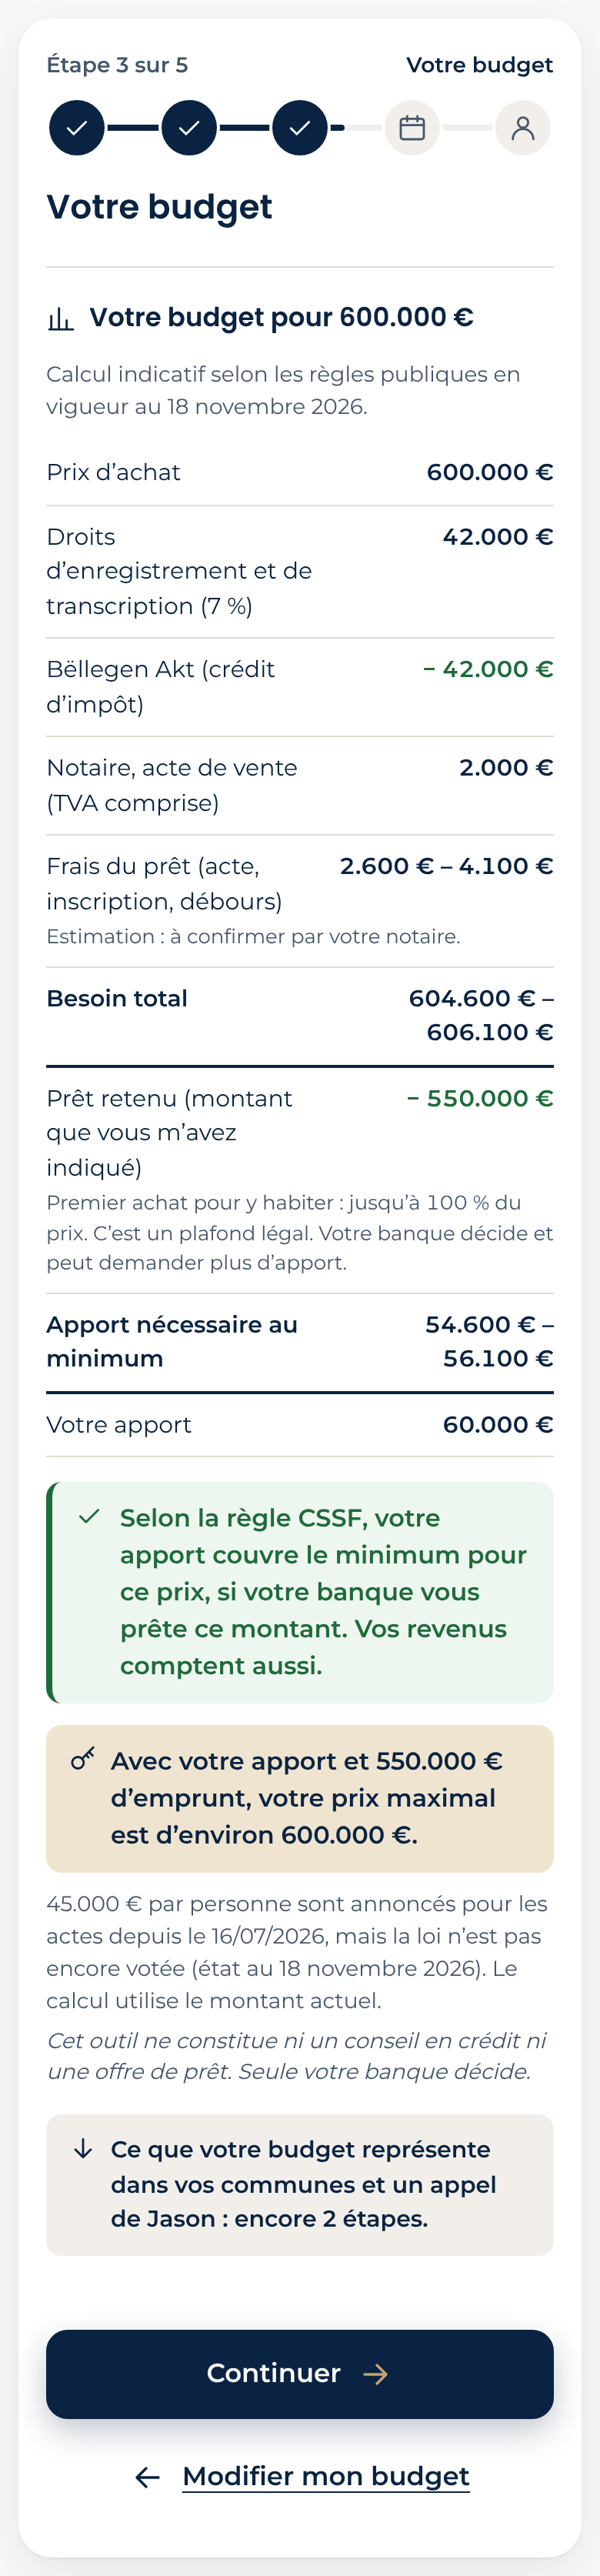 Étape 3 sur 5
Votre budget
Votre budget
Votre budget pour 600.000 €
Calcul indicatif selon les règles publiques en
vigueur au 18 novembre 2026.
Prix d’achat
600.000 €
Droits
d’enregistrement et de
transcription (7 %)
42.000 €
Bëllegen Akt (crédit
d’impôt)
− 42.000 €
Notaire, acte de vente
(TVA comprise)
2.000 €
Frais du prêt (acte,
inscription, débours)
2.600 € – 4.100 €
Estimation : à confirmer par votre notaire.
Besoin total
604.600 € –
606.100 €
Prêt retenu (montant
que vous m’avez
indiqué)
− 550.000 €
Premier achat pour y habiter : jusqu’à 100 % du
prix. C’est un plafond légal. Votre banque décide et
peut demander plus d’apport.
Apport nécessaire au
minimum
54.600 € –
56.100 €
Votre apport
60.000 €
Selon la règle CSSF, votre
apport couvre le minimum pour
ce prix, si votre banque vous
prête ce montant. Vos revenus
comptent aussi.
Avec votre apport et 550.000 €
d’emprunt, votre prix maximal
est d’environ 600.000 €.
45.000 € par personne sont annoncés pour les
actes depuis le 16/07/2026, mais la loi n’est pas
encore votée (état au 18 novembre 2026). Le
calcul utilise le montant actuel.
Cet outil ne constitue ni un conseil en crédit ni
une offre de prêt. Seule votre banque décide.
Ce que votre budget représente
dans vos communes et un appel
de Jason : encore 2 étapes.
Continuer
Modifier mon budget